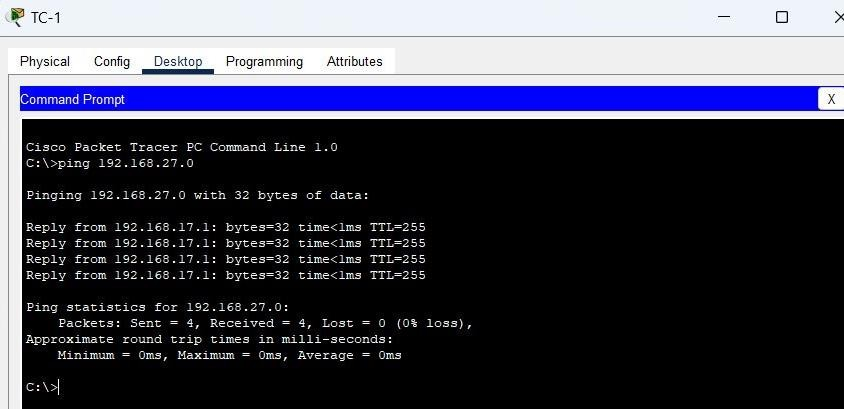 TC-1
Physical Config Desktop Programming Attributes
Command Prompt X
Cisco Packet Tracer PC Command Line 1.0
C:\>ping 192.168.27.0
Pinging 192.168.27.0 with 32 bytes of data:
Reply from 192.168.17.1: bytes=32 time<1ms TTL=255
Reply from 192.168.17.1: bytes=32 time<1ms TTL=255
Reply from 192.168.17.1: bytes=32 time<1ms TTL=255
Reply from 192.168.17.1: bytes=32 time<1ms TTL=255
Ping statistics for 192.168.27.0:
    Packets: Sent = 4, Received = 4, Lost = 0 (0% loss),
Approximate round trip times in milli-seconds:
    Minimum = 0ms, Maximum = 0ms, Average = 0ms
C:\>